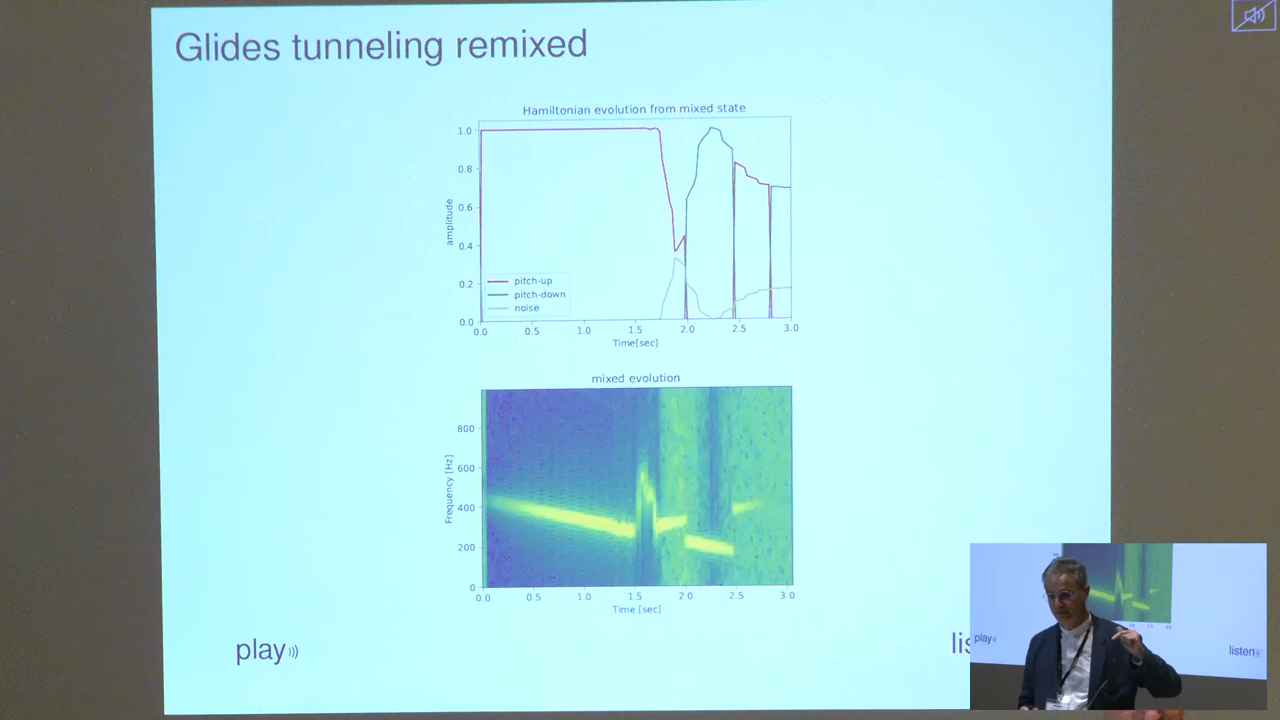 Glides tunneling remixed
Hamiltonian evolution from mixed state
1.0
0.8
0.6
0.4
0.2
0.0
amplitude
pitch-up
pitch-down
noise
0.0 0.5 1.0 1.5 2.0 2.5 3.0
Time[sec]
mixed evolution
800
600
400
200
0
Frequency [Hz]
0.0 0.5 1.0 1.5 2.0 2.5 3.0
Time [sec]
play
lis
play
listen